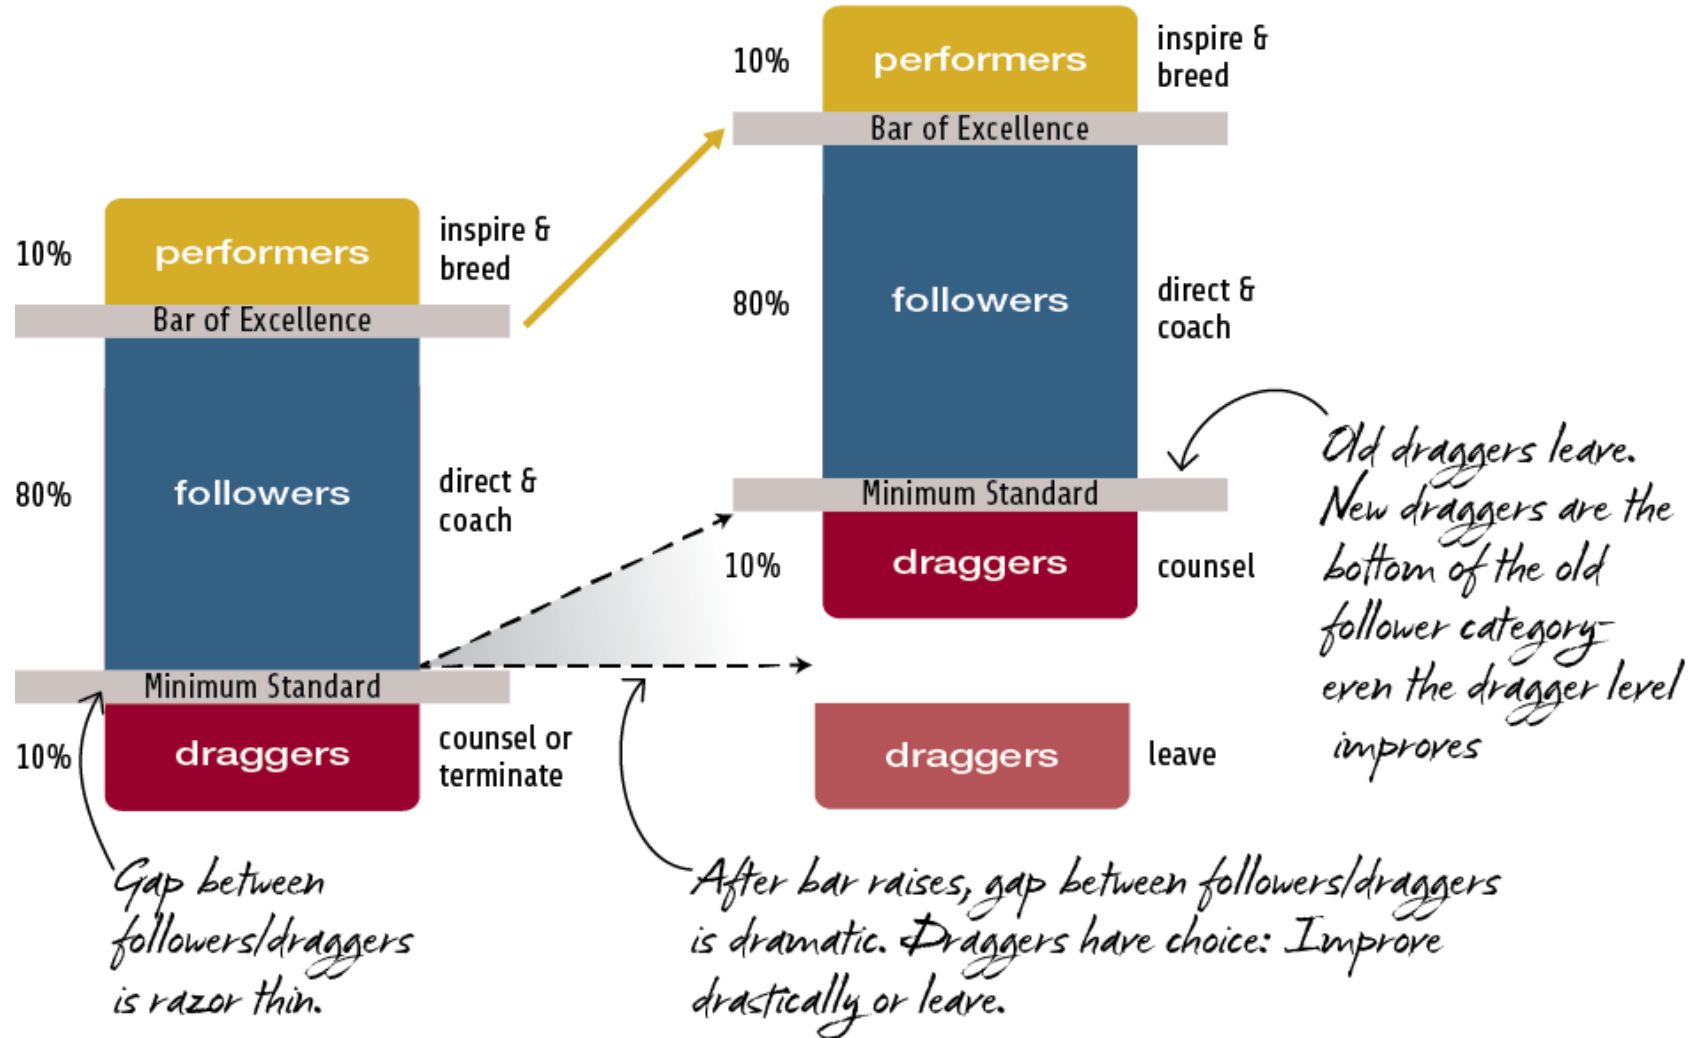 10%
performers
inspire &
breed
Bar of Excellence
80%
followers
direct &
coach
Minimum Standard
10%
draggers
counsel or
terminate
Gap between
followers/draggers
is razor thin.
10%
performers
inspire &
breed
Bar of Excellence
80%
followers
direct &
coach
Minimum Standard
10%
draggers
counsel
draggers
leave
Old draggers leave.
New draggers are the
bottom of the old
follower category-
even the dragger level
improves
After bar raises, gap between followers/draggers
is dramatic. Draggers have choice: Improve
drastically or leave.